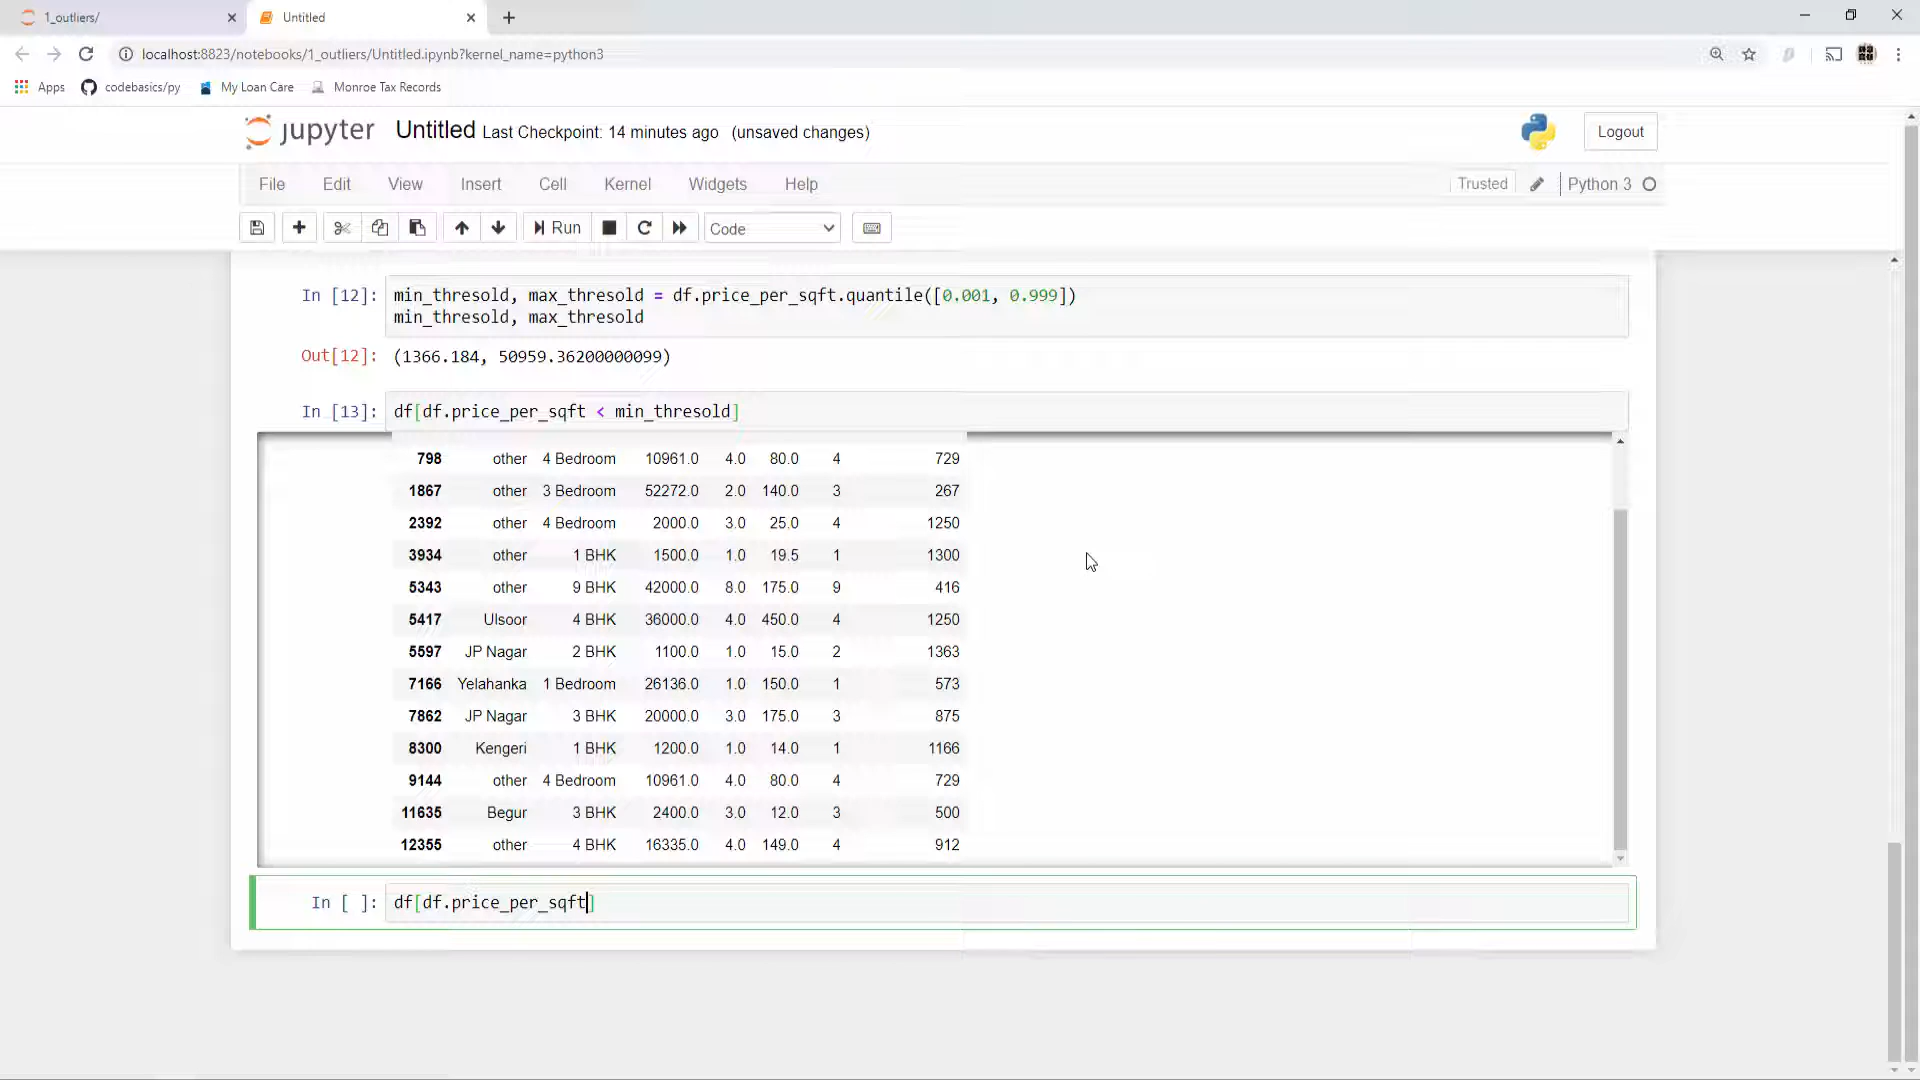 1_outliers/
Untitled
localhost:8823/notebooks/1_outliers/Untitled.ipynb?kernel_name=python3
Apps codebasics/py My Loan Care Monroe Tax Records
jupyter Untitled Last Checkpoint: 14 minutes ago (unsaved changes) Logout
File Edit View Insert Cell Kernel Widgets Help Trusted Python 3
Run Code
In [12]: min_thresold, max_thresold = df.price_per_sqft.quantile([0.001, 0.999])
min_thresold, max_thresold
Out[12]: (1366.184, 50959.36200000099)
In [13]: df[df.price_per_sqft < min_thresold]
798 other 4 Bedroom 10961.0 4.0 80.0 4 729
1867 other 3 Bedroom 52272.0 2.0 140.0 3 267
2392 other 4 Bedroom 2000.0 3.0 25.0 4 1250
3934 other 1 BHK 1500.0 1.0 19.5 1 1300
5343 other 9 BHK 42000.0 8.0 175.0 9 416
5417 Ulsoor 4 BHK 36000.0 4.0 450.0 4 1250
5597 JP Nagar 2 BHK 1100.0 1.0 15.0 2 1363
7166 Yelahanka 1 Bedroom 26136.0 1.0 150.0 1 573
7862 JP Nagar 3 BHK 20000.0 3.0 175.0 3 875
8300 Kengeri 1 BHK 1200.0 1.0 14.0 1 1166
9144 other 4 Bedroom 10961.0 4.0 80.0 4 729
11635 Begur 3 BHK 2400.0 3.0 12.0 3 500
12355 other 4 BHK 16335.0 4.0 149.0 4 912
In [ ]: df[df.price_per_sqft]